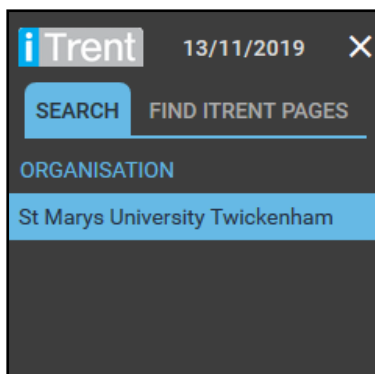 iTrent 13/11/2019 ✕
SEARCH FIND ITRENT PAGES
ORGANISATION
St Marys University Twickenham